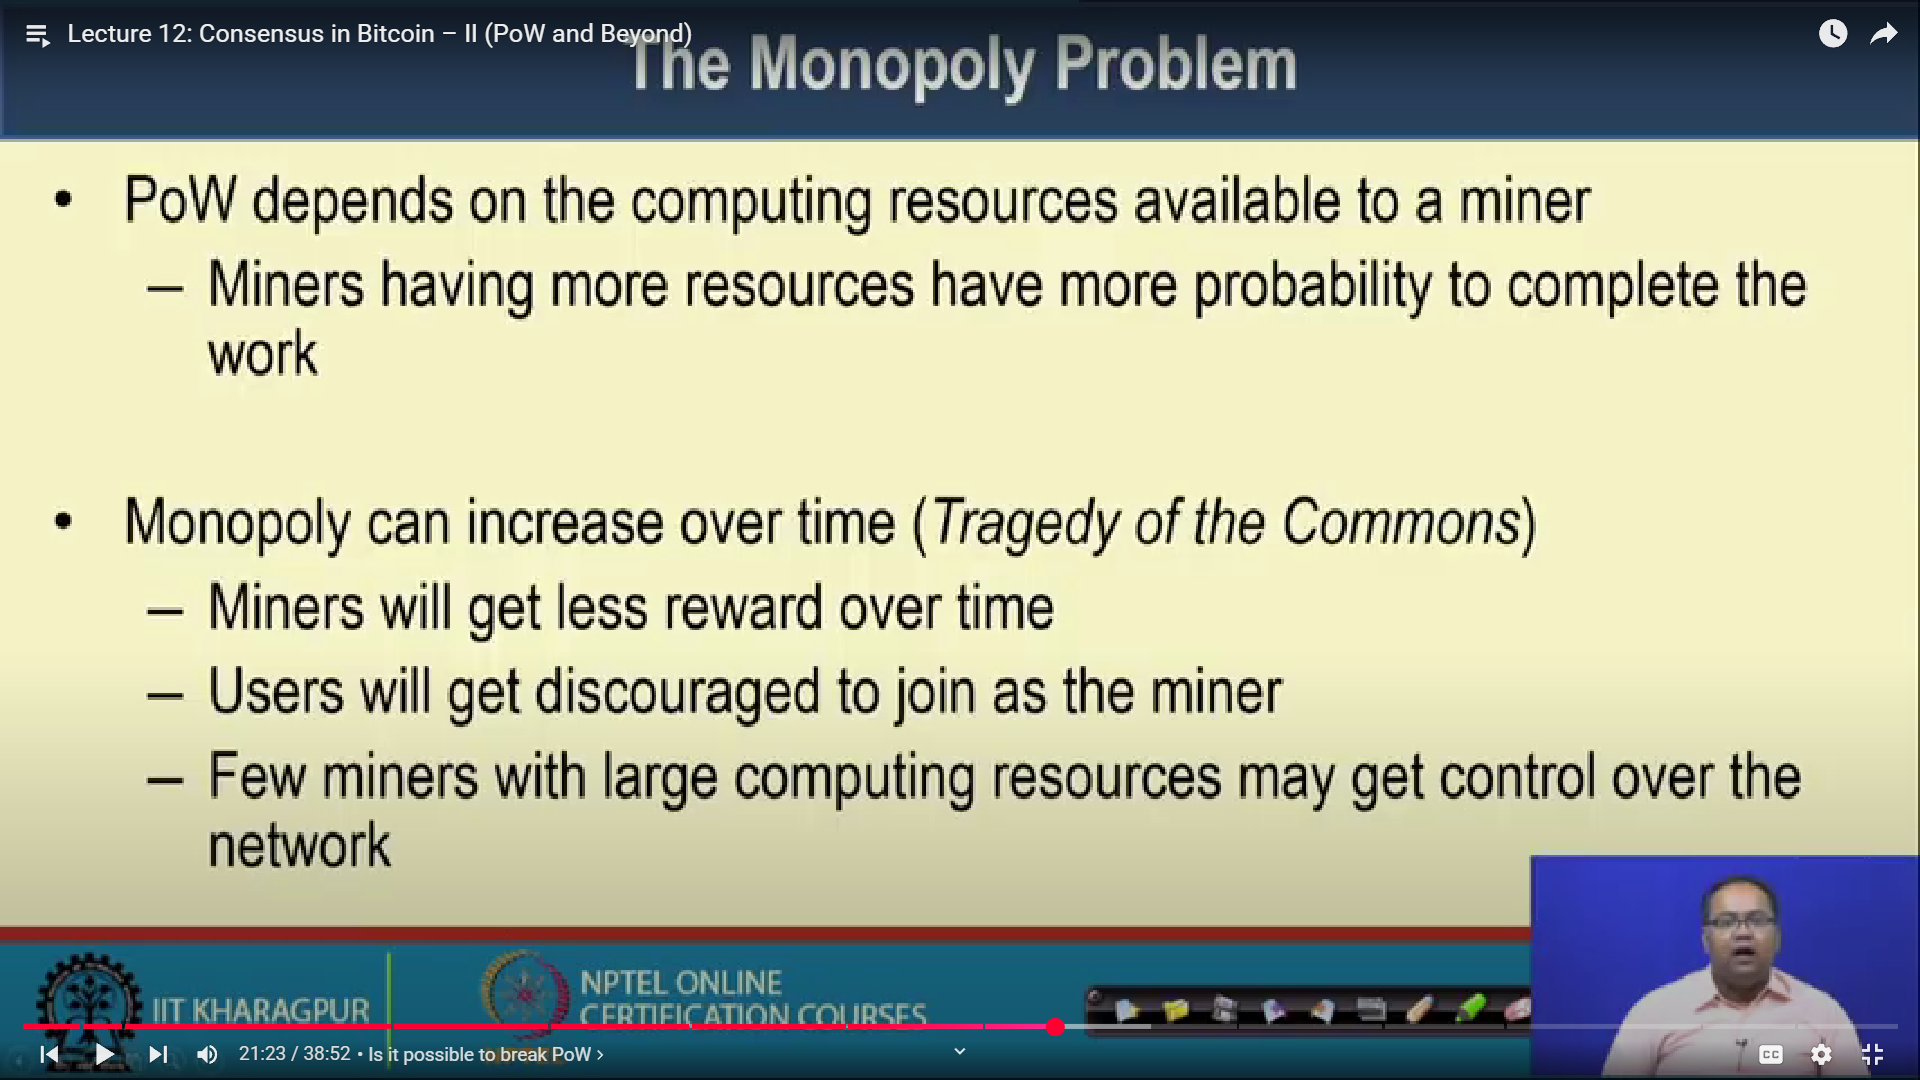 Lecture 12: Consensus in Bitcoin – II (PoW and Beyond)
The Monopoly Problem
• PoW depends on the computing resources available to a miner
– Miners having more resources have more probability to complete the
work
• Monopoly can increase over time (Tragedy of the Commons)
– Miners will get less reward over time
– Users will get discouraged to join as the miner
– Few miners with large computing resources may get control over the
network
IIT KHARAGPUR
NPTEL ONLINE
CERTIFICATION COURSES
21:23 / 38:52 • Is it possible to break PoW ›
CC